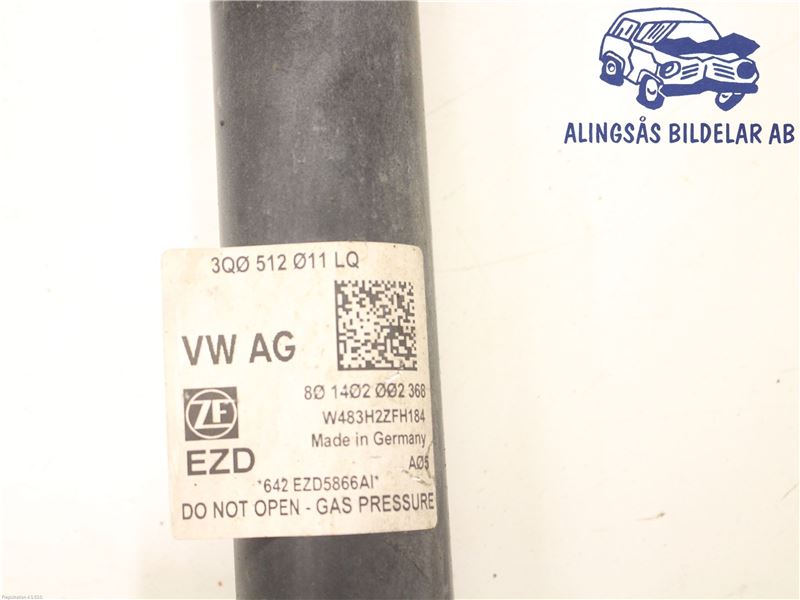 ALINGSÅS BILDELAR AB
3QØ 512 Ø11 LQ
VW AG
8Ø 14Ø2 ØØ2 368
ZF
W483H2ZFH184
Made in Germany
EZD
AØ5
*642 EZD5866AI*
DO NOT OPEN - GAS PRESSURE